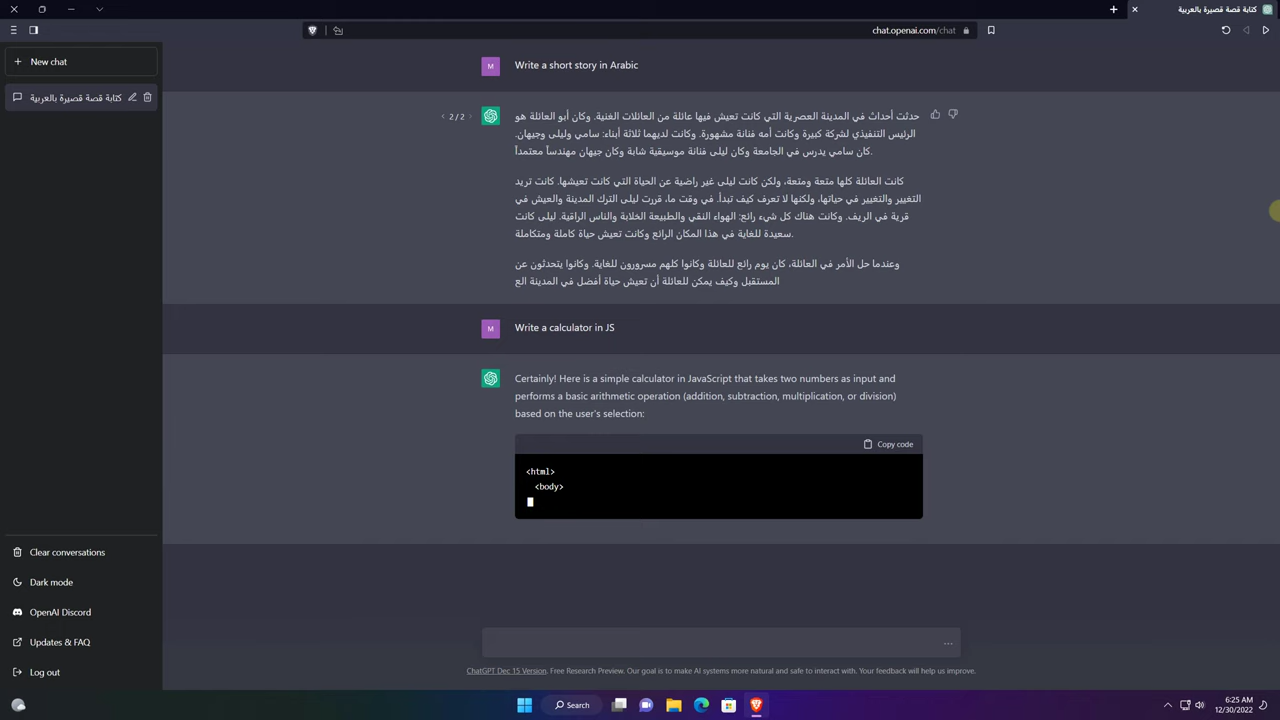 كتابة قصة قصيرة بالعربية
chat.openai.com/chat
New chat
كتابة قصة قصيرة بالعربية
M
Write a short story in Arabic
2 / 2
حدثت أحداث في المدينة العصرية التي كانت تعيش فيها عائلة من العائلات الغنية. وكان أبو العائلة هو
الرئيس التنفيذي لشركة كبيرة وكانت أمه فنانة مشهورة. وكانت لديهما ثلاثة أبناء: سامي وليلى وجيهان.
كان سامي يدرس في الجامعة وكان ليلى فنانة موسيقية شابة وكان جيهان مهندساً معتمداً.
كانت العائلة كلها متعة ومتعة، ولكن كانت ليلى غير راضية عن الحياة التي كانت تعيشها. كانت تريد
التغيير والتغيير في حياتها، ولكنها لا تعرف كيف تبدأ. في وقت ما، قررت ليلى الترك المدينة والعيش في
قرية في الريف. وكانت هناك كل شيء رائع: الهواء النقي والطبيعة الخلابة والناس الراقية. ليلى كانت
سعيدة للغاية في هذا المكان الرائع وكانت تعيش حياة كاملة ومتكاملة.
وعندما حل الأمر في العائلة، كان يوم رائع للعائلة وكانوا كلهم مسرورون للغاية. وكانوا يتحدثون عن
المستقبل وكيف يمكن للعائلة أن تعيش حياة أفضل في المدينة الع
M
Write a calculator in JS
Certainly! Here is a simple calculator in JavaScript that takes two numbers as input and
performs a basic arithmetic operation (addition, subtraction, multiplication, or division)
based on the user's selection:
Copy code
<html>
<body>
Clear conversations
Dark mode
OpenAI Discord
Updates & FAQ
Log out
ChatGPT Dec 15 Version. Free Research Preview. Our goal is to make AI systems more natural and safe to interact with. Your feedback will help us improve.
Search
6:25 AM
12/30/2022